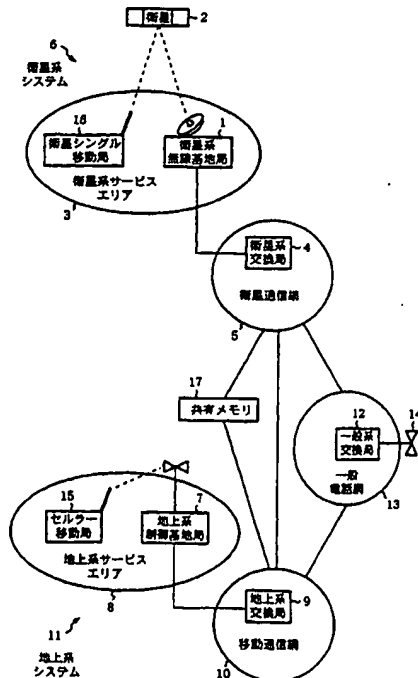 衛星
2
6
衛星系
システム
16
衛星シングル
移動局
1
衛星系
無線基地局
衛星系サービス
エリア
3
4
衛星系
交換局
衛星通信網
5
17
共有メモリ
12
14
一般系
交換局
一般
電話網
13
15
セルラー
移動局
7
地上系
制御基地局
地上系サービス
エリア
8
9
地上系
交換局
移動通信網
10
11
地上系
システム